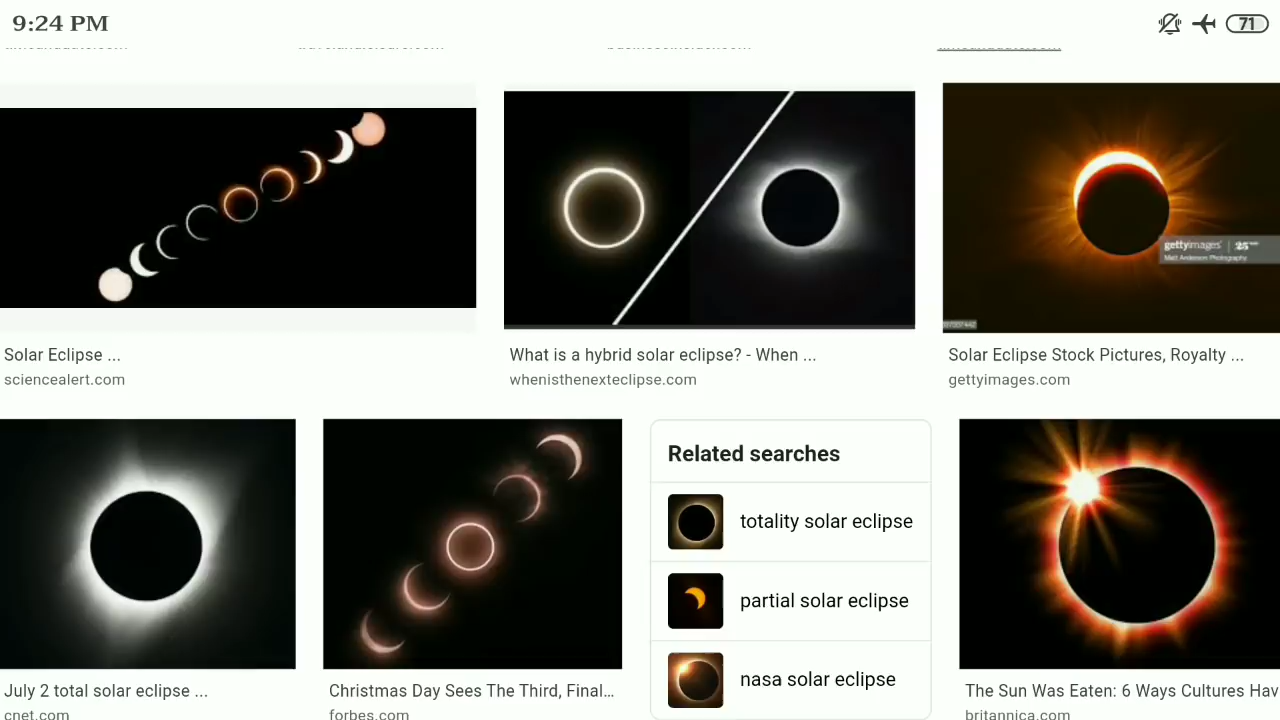 9:24 PM
71
gettyimages
Matt Anderson Photography
Solar Eclipse ...
sciencealert.com
What is a hybrid solar eclipse? - When ...
whenisthenexteclipse.com
Solar Eclipse Stock Pictures, Royalty ...
gettyimages.com
Related searches
totality solar eclipse
partial solar eclipse
nasa solar eclipse
July 2 total solar eclipse ...
cnet.com
Christmas Day Sees The Third, Final...
forbes.com
The Sun Was Eaten: 6 Ways Cultures Hav
britannica.com